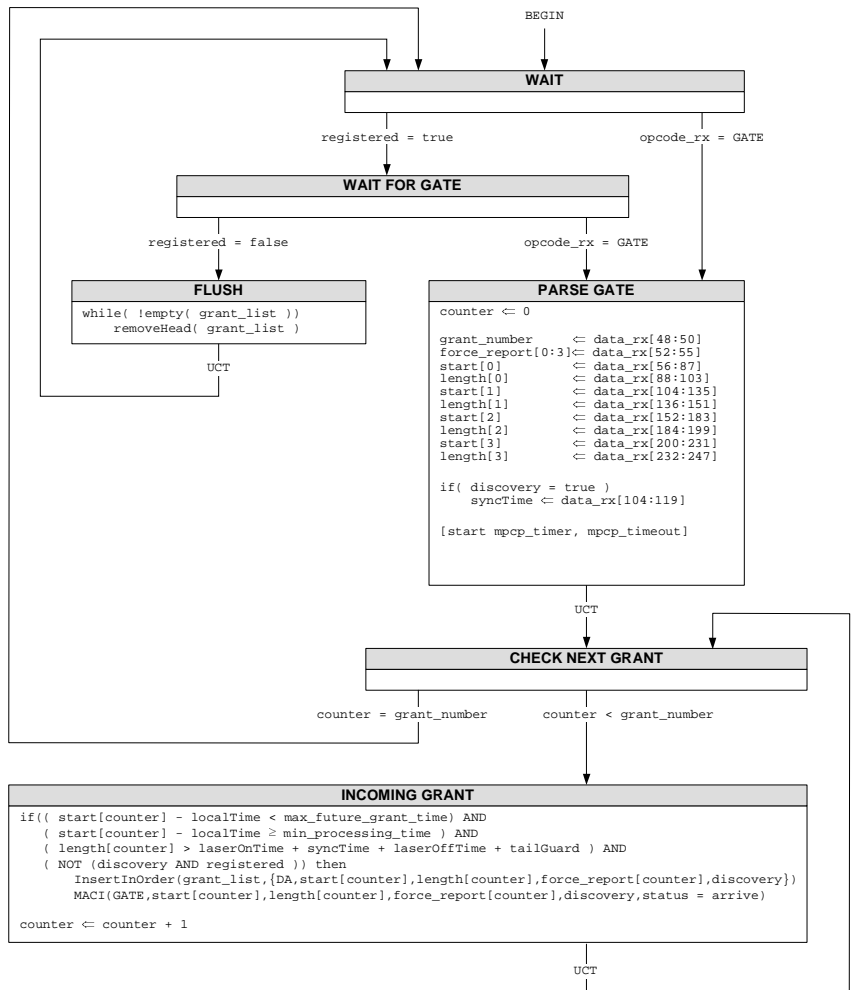 BEGIN
WAIT
registered = true
opcode_rx = GATE
WAIT FOR GATE
registered = false
opcode_rx = GATE
FLUSH
while( !empty( grant_list ))
removeHead( grant_list )
UCT
PARSE GATE
counter ⇐ 0
grant_number ⇐ data_rx[48:50]
force_report[0:3]⇐ data_rx[52:55]
start[0] ⇐ data_rx[56:87]
length[0] ⇐ data_rx[88:103]
start[1] ⇐ data_rx[104:135]
length[1] ⇐ data_rx[136:151]
start[2] ⇐ data_rx[152:183]
length[2] ⇐ data_rx[184:199]
start[3] ⇐ data_rx[200:231]
length[3] ⇐ data_rx[232:247]
if( discovery = true )
syncTime ⇐ data_rx[104:119]
[start mpcp_timer, mpcp_timeout]
UCT
CHECK NEXT GRANT
counter = grant_number
counter < grant_number
INCOMING GRANT
if(( start[counter] - localTime < max_future_grant_time) AND
( start[counter] - localTime ≥ min_processing_time ) AND
( length[counter] > laserOnTime + syncTime + laserOffTime + tailGuard ) AND
( NOT (discovery AND registered )) then
InsertInOrder(grant_list,{DA,start[counter],length[counter],force_report[counter],discovery})
MACI(GATE,start[counter],length[counter],force_report[counter],discovery,status = arrive)
counter ⇐ counter + 1
UCT